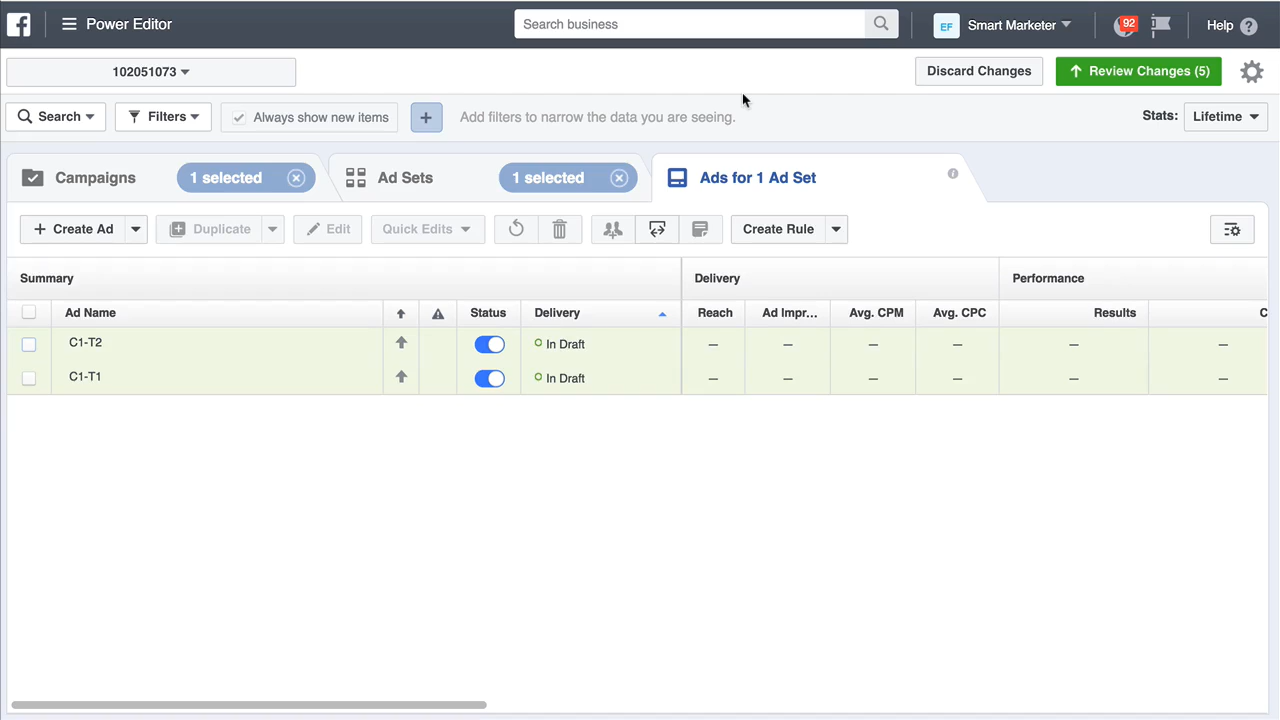 Power Editor
Search business
EF
Smart Marketer
92
Help
102051073
Discard Changes
Review Changes (5)
Search
Filters
Always show new items
+
Add filters to narrow the data you are seeing.
Stats:
Lifetime
Campaigns
1 selected
Ad Sets
1 selected
Ads for 1 Ad Set
+ Create Ad
Duplicate
Edit
Quick Edits
Create Rule
Summary
Delivery
Performance
Ad Name
Status
Delivery
Reach
Ad Impr...
Avg. CPM
Avg. CPC
Results
C
C1-T2
In Draft
— — — — — —
C1-T1
In Draft
— — — — — —